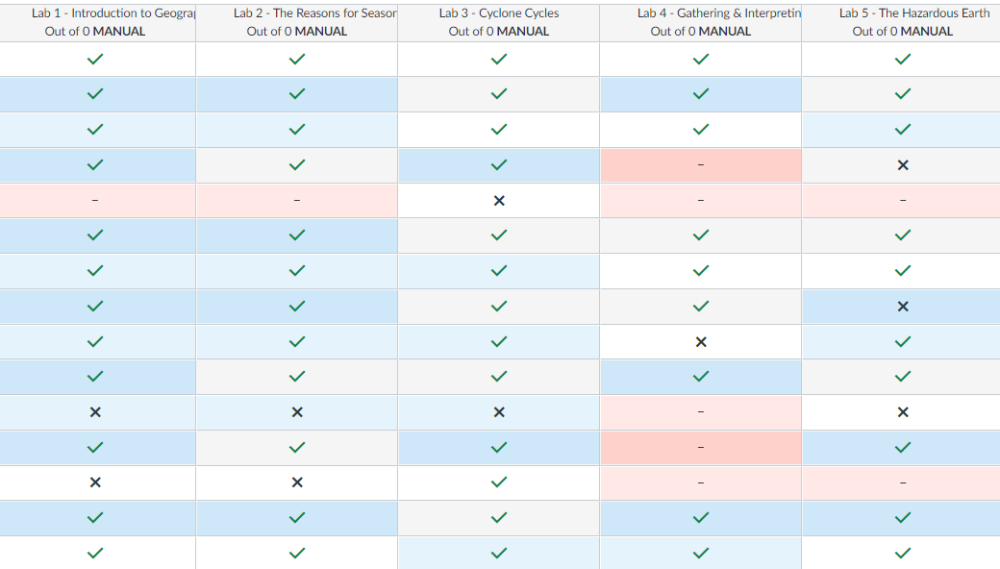 Lab 1 - Introduction to Geograp Lab 2 - The Reasons for Season Lab 3 - Cyclone Cycles Lab 4 - Gathering & Interpretin Lab 5 - The Hazardous Earth
Out of 0 MANUAL Out of 0 MANUAL Out of 0 MANUAL Out of 0 MANUAL Out of 0 MANUAL
✓ ✓ ✓ ✓ ✓
✓ ✓ ✓ ✓ ✓
✓ ✓ ✓ ✓ ✓
✓ ✓ ✓ – ×
– – × – –
✓ ✓ ✓ ✓ ✓
✓ ✓ ✓ ✓ ✓
✓ ✓ ✓ ✓ ×
✓ ✓ ✓ × ✓
✓ ✓ ✓ ✓ ✓
× × × – ×
✓ ✓ ✓ – ✓
× × ✓ – –
✓ ✓ ✓ ✓ ✓
✓ ✓ ✓ ✓ ✓